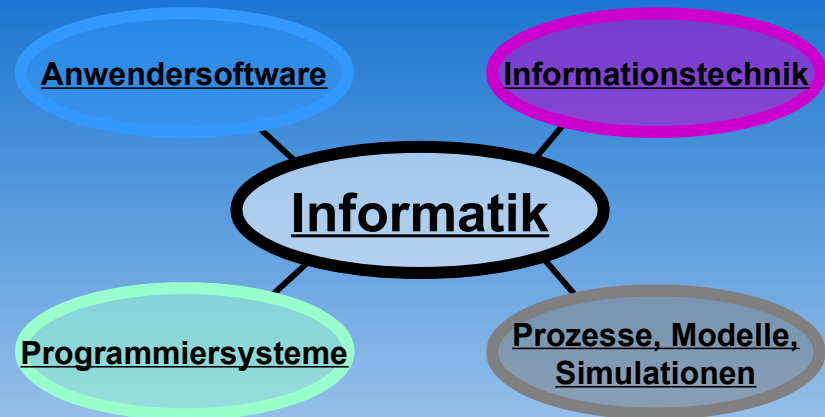 Anwendersoftware
Informationstechnik
Informatik
Programmiersysteme
Prozesse, Modelle,
Simulationen